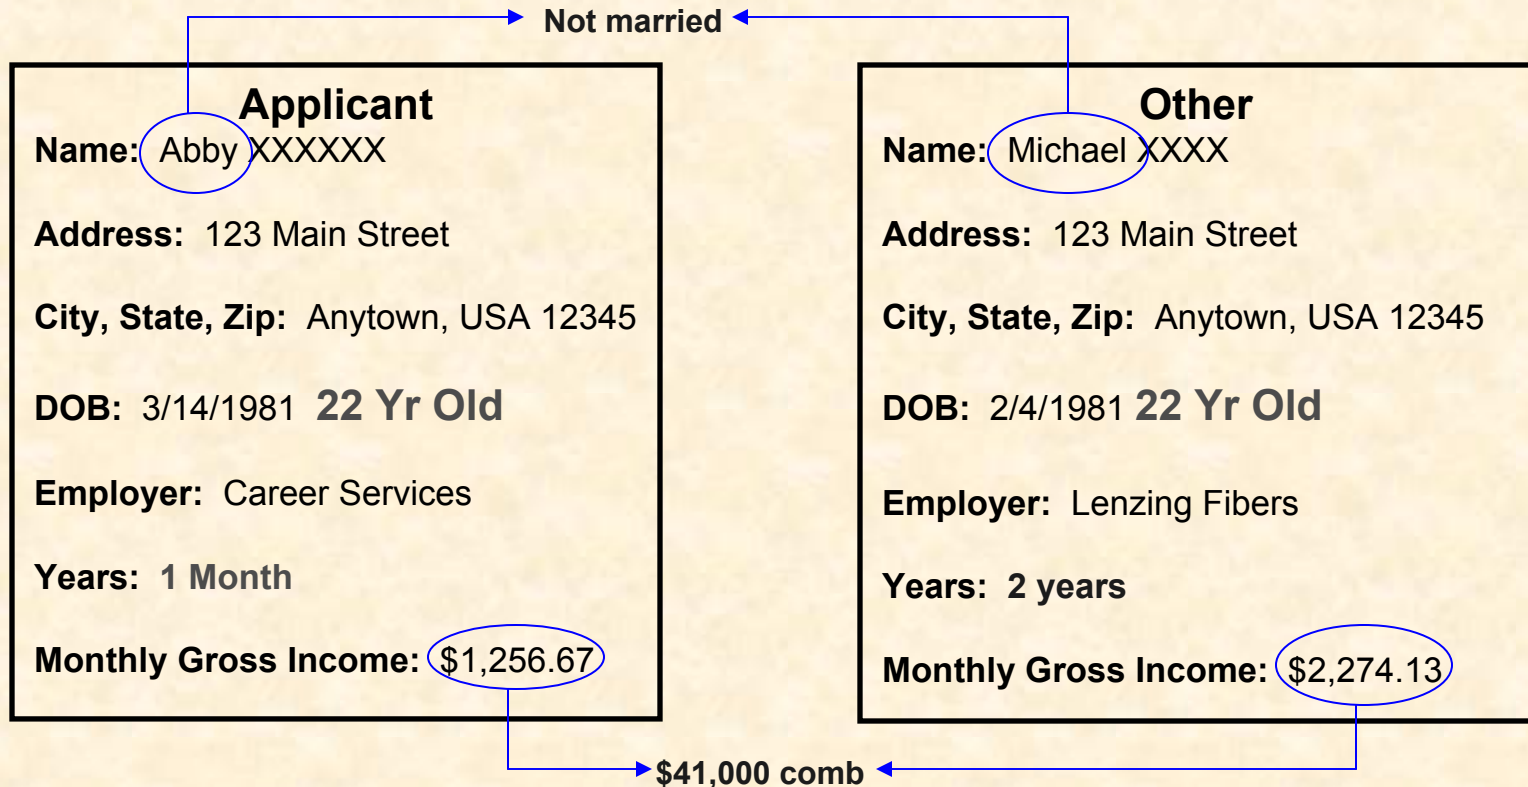 Not married
Applicant
Name: Abby XXXXXX
Address: 123 Main Street
City, State, Zip: Anytown, USA 12345
DOB: 3/14/1981 22 Yr Old
Employer: Career Services
Years: 1 Month
Monthly Gross Income: $1,256.67
Other
Name: Michael XXXX
Address: 123 Main Street
City, State, Zip: Anytown, USA 12345
DOB: 2/4/1981 22 Yr Old
Employer: Lenzing Fibers
Years: 2 years
Monthly Gross Income: $2,274.13
$41,000 comb